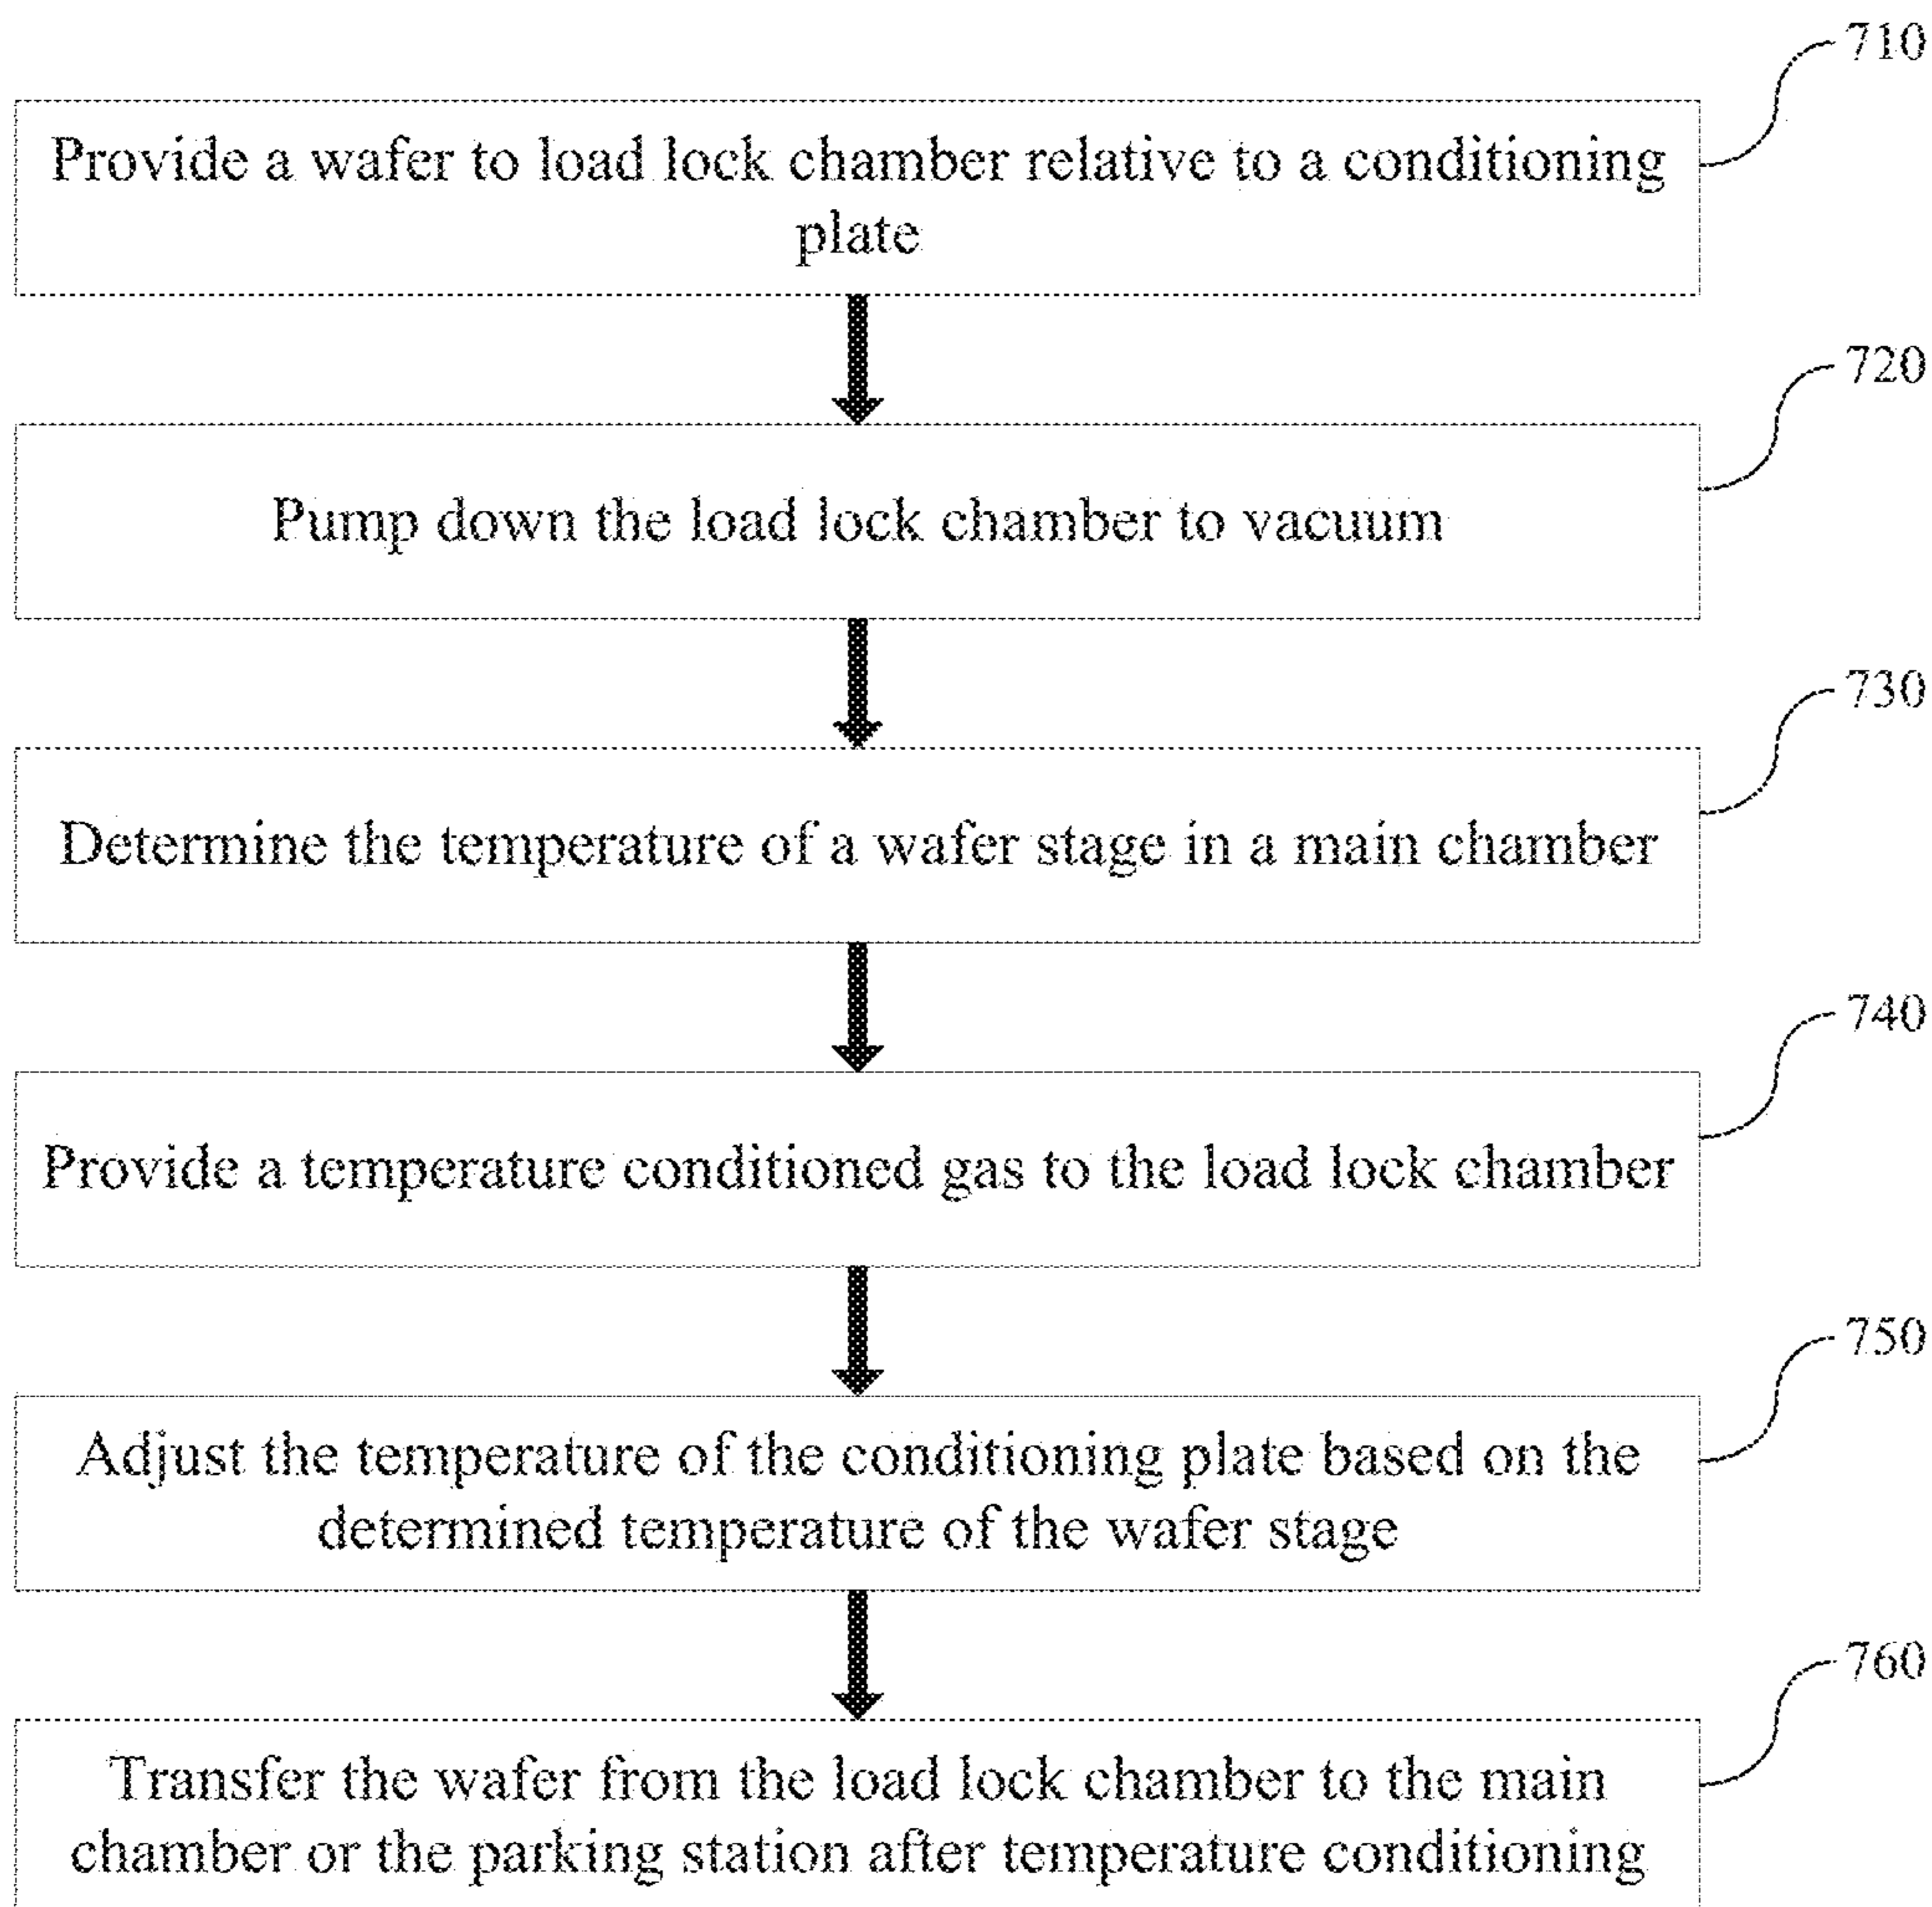 710
Provide a wafer to load lock chamber relative to a conditioning
plate
720
Pump down the load lock chamber to vacuum
730
Determine the temperature of a wafer stage in a main chamber
740
Provide a temperature conditioned gas to the load lock chamber
750
Adjust the temperature of the conditioning plate based on the
determined temperature of the wafer stage
760
Transfer the wafer from the load lock chamber to the main
chamber or the parking station after temperature conditioning